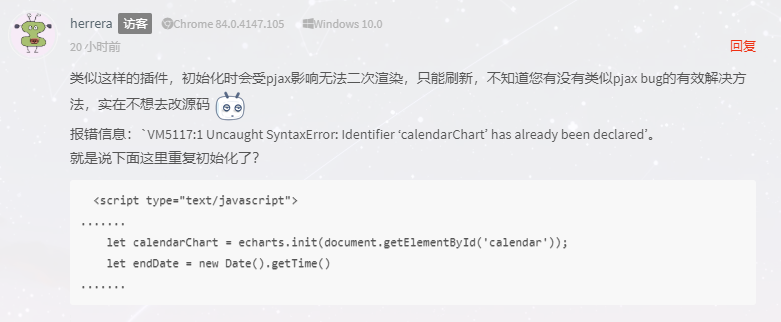 herrera 访客 Chrome 84.0.4147.105 Windows 10.0
20 小时前 回复
类似这样的插件，初始化时会受pjax影响无法二次渲染，只能刷新，不知道您有没有类似pjax bug的有效解决方
法，实在不想去改源码
报错信息：`VM5117:1 Uncaught SyntaxError: Identifier ‘calendarChart’ has already been declared’。
就是说下面这里重复初始化了？
<script type="text/javascript">
.......
let calendarChart = echarts.init(document.getElementById('calendar'));
let endDate = new Date().getTime()
.......